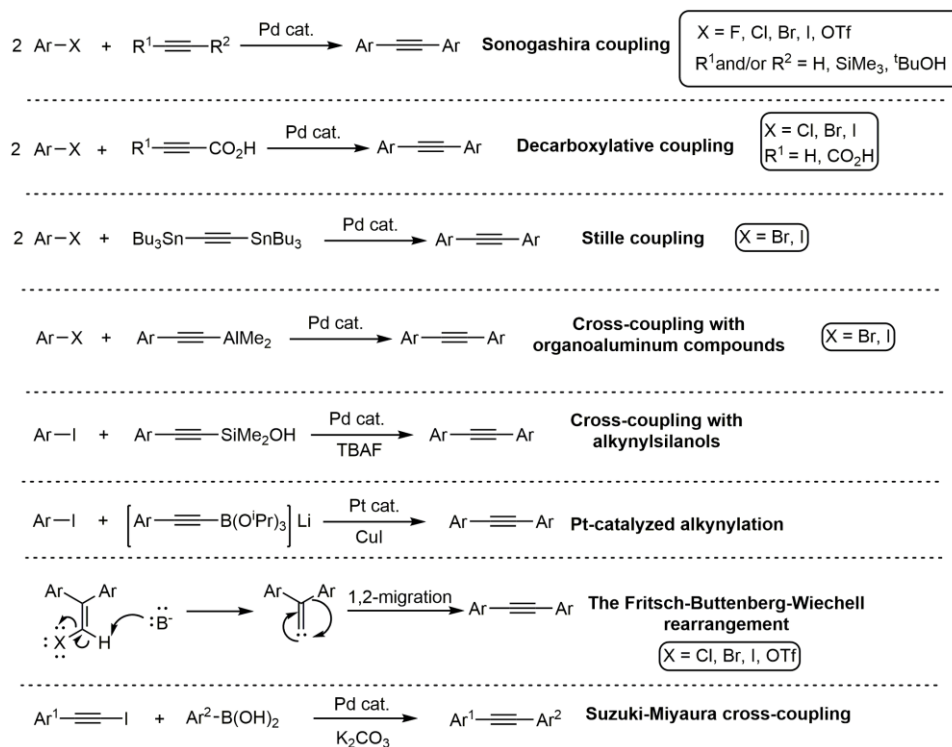 2 Ar–X + R¹ R² Pd cat. Ar Ar Sonogashira coupling
X = F, Cl, Br, I, OTf
R¹and/or R² = H, SiMe₃, ᵗBuOH
2 Ar–X + R¹ CO₂H Pd cat. Ar Ar Decarboxylative coupling
X = Cl, Br, I
R¹ = H, CO₂H
2 Ar–X + Bu₃Sn SnBu₃ Pd cat. Ar Ar Stille coupling
X = Br, I
Ar–X + Ar AlMe₂ Pd cat. Ar Ar
Cross-coupling with
organoaluminum compounds
X = Br, I
Ar–I + Ar SiMe₂OH Pd cat. TBAF Ar Ar
Cross-coupling with
alkynylsilanols
Ar–I + [Ar B(OⁱPr)₃] Li Pt cat. CuI Ar Ar Pt-catalyzed alkynylation
Ar Ar X H :B⁻ Ar Ar 1,2-migration Ar Ar
The Fritsch-Buttenberg-Wiechell
rearrangement
X = Cl, Br, I, OTf
Ar¹ I + Ar²–B(OH)₂ Pd cat. K₂CO₃ Ar¹ Ar² Suzuki-Miyaura cross-coupling